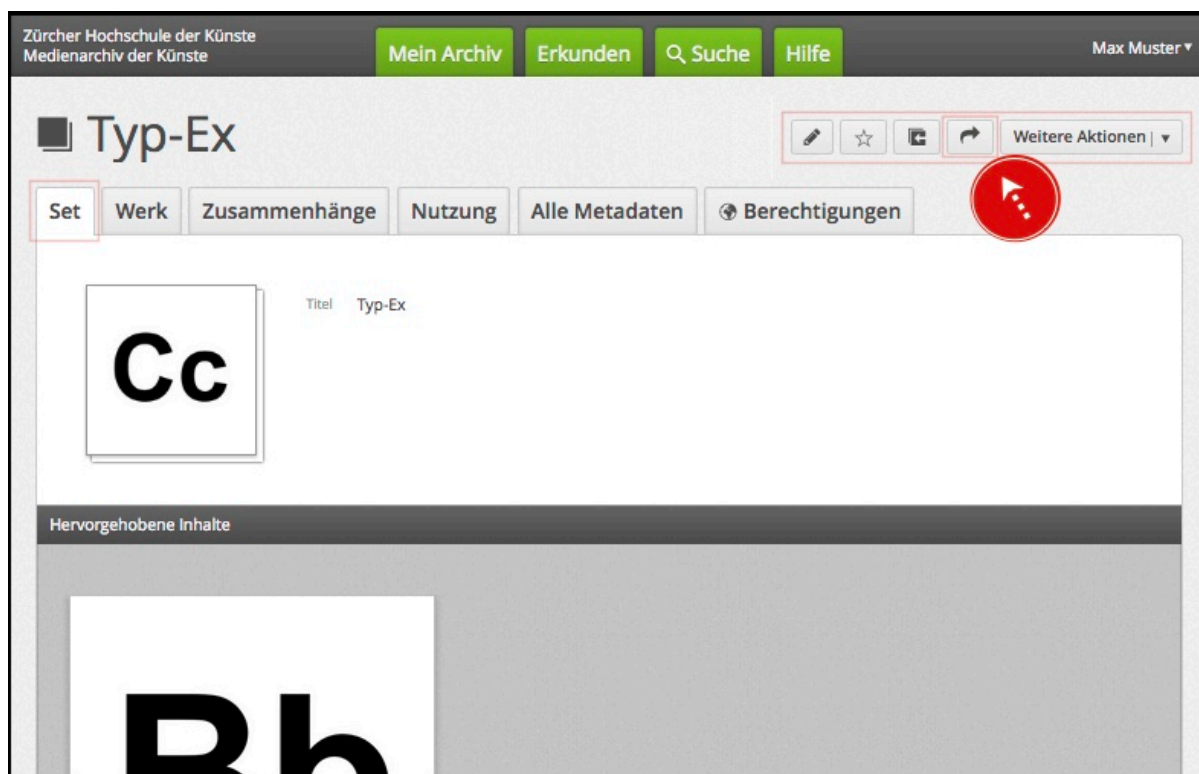 Zürcher Hochschule der Künste
Medienarchiv der Künste
Mein Archiv Erkunden Suche Hilfe Max Muster
Typ-Ex
Weitere Aktionen
Set Werk Zusammenhänge Nutzung Alle Metadaten Berechtigungen
Cc
Titel Typ-Ex
Hervorgehobene Inhalte
Bb